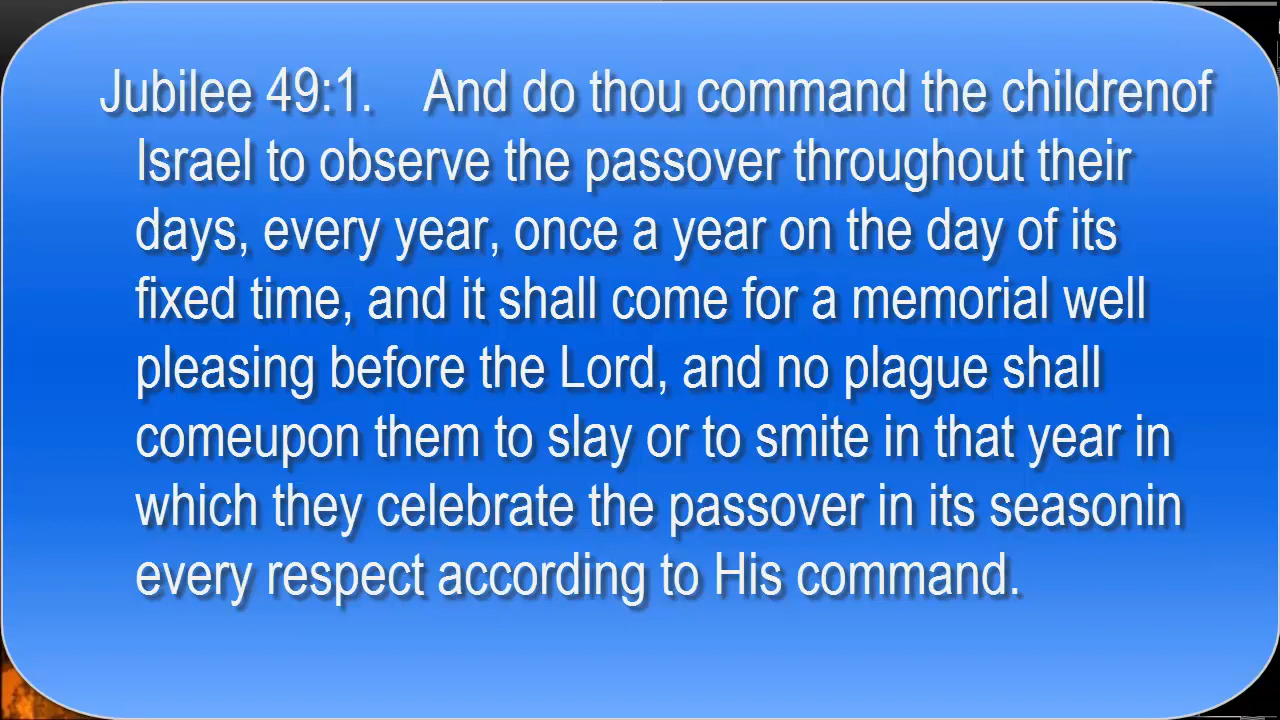 Jubilee 49:1. And do thou command the childrenof
Israel to observe the passover throughout their
days, every year, once a year on the day of its
fixed time, and it shall come for a memorial well
pleasing before the Lord, and no plague shall
comeupon them to slay or to smite in that year in
which they celebrate the passover in its seasonin
every respect according to His command.